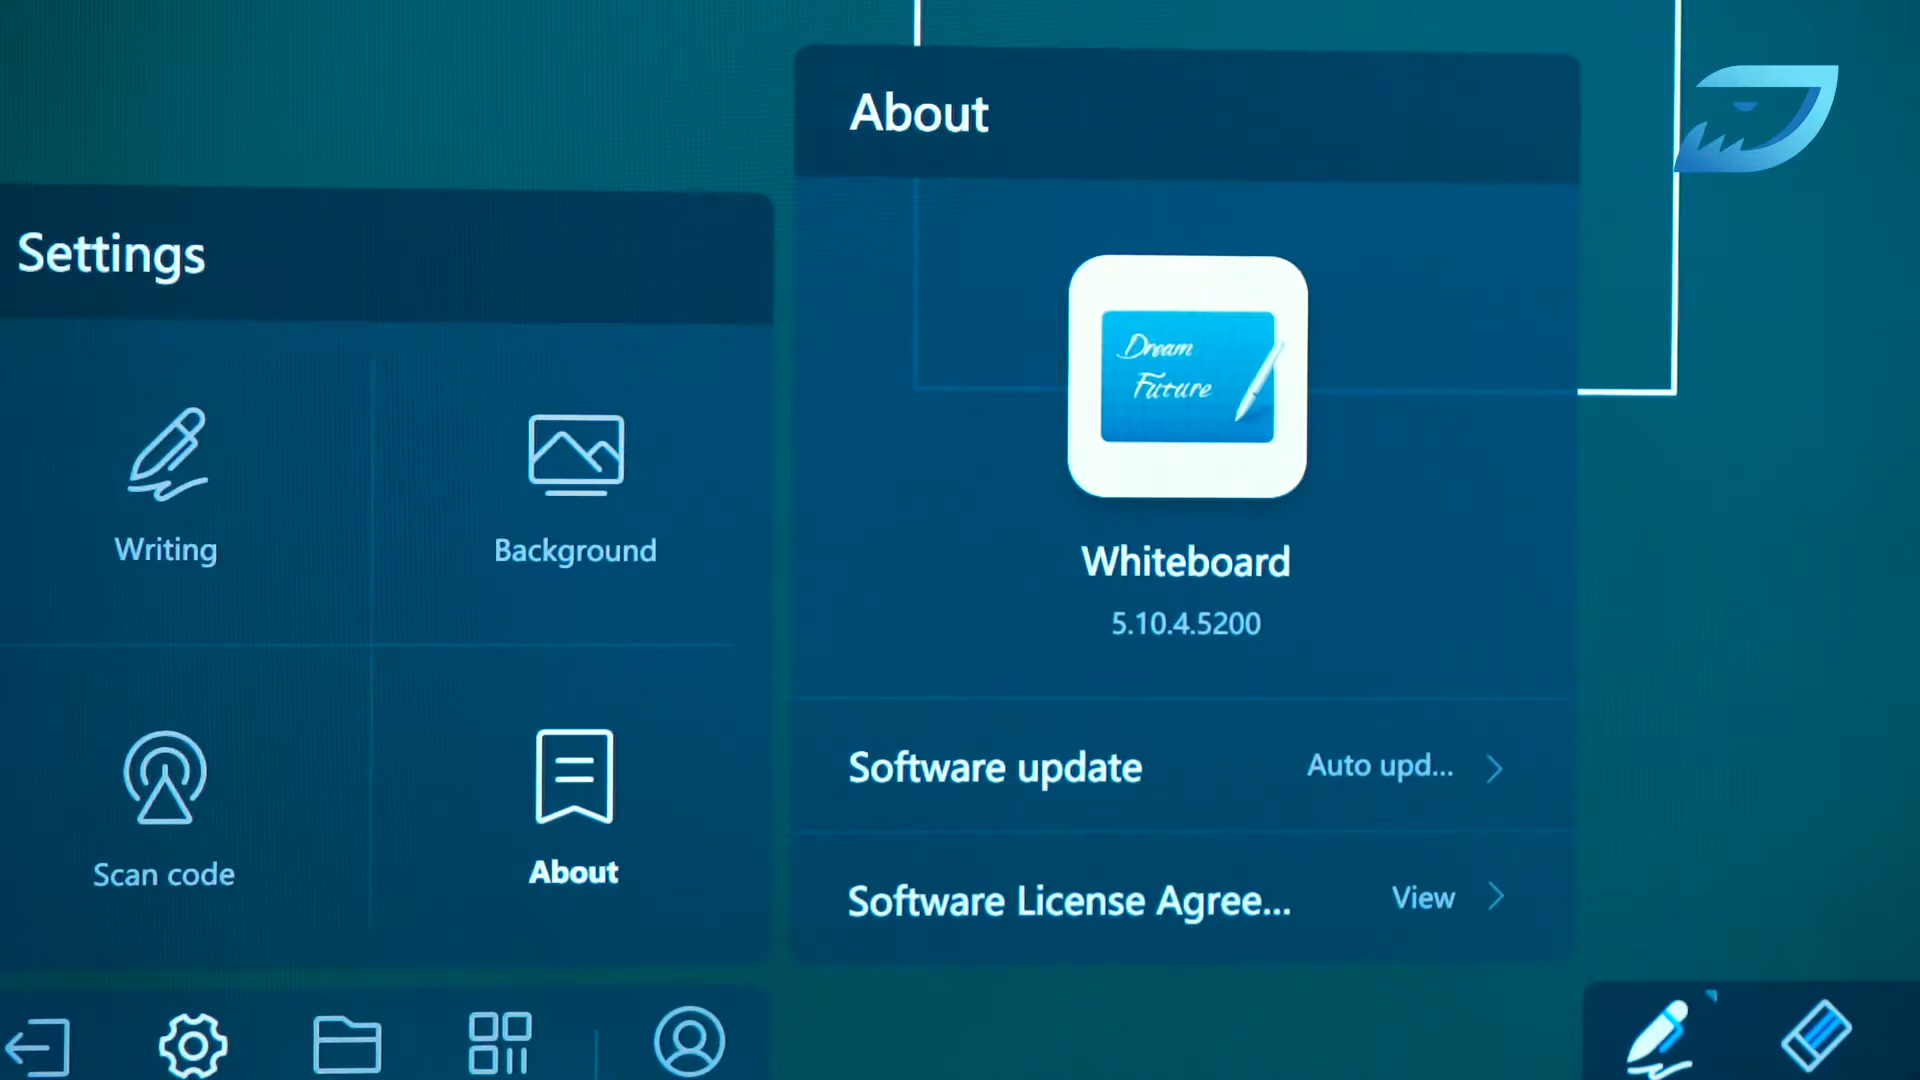 About
Settings
Dream
Future
Writing
Background
Whiteboard
5.10.4.5200
Software update
Auto upd...
Scan code
About
Software License Agree...
View